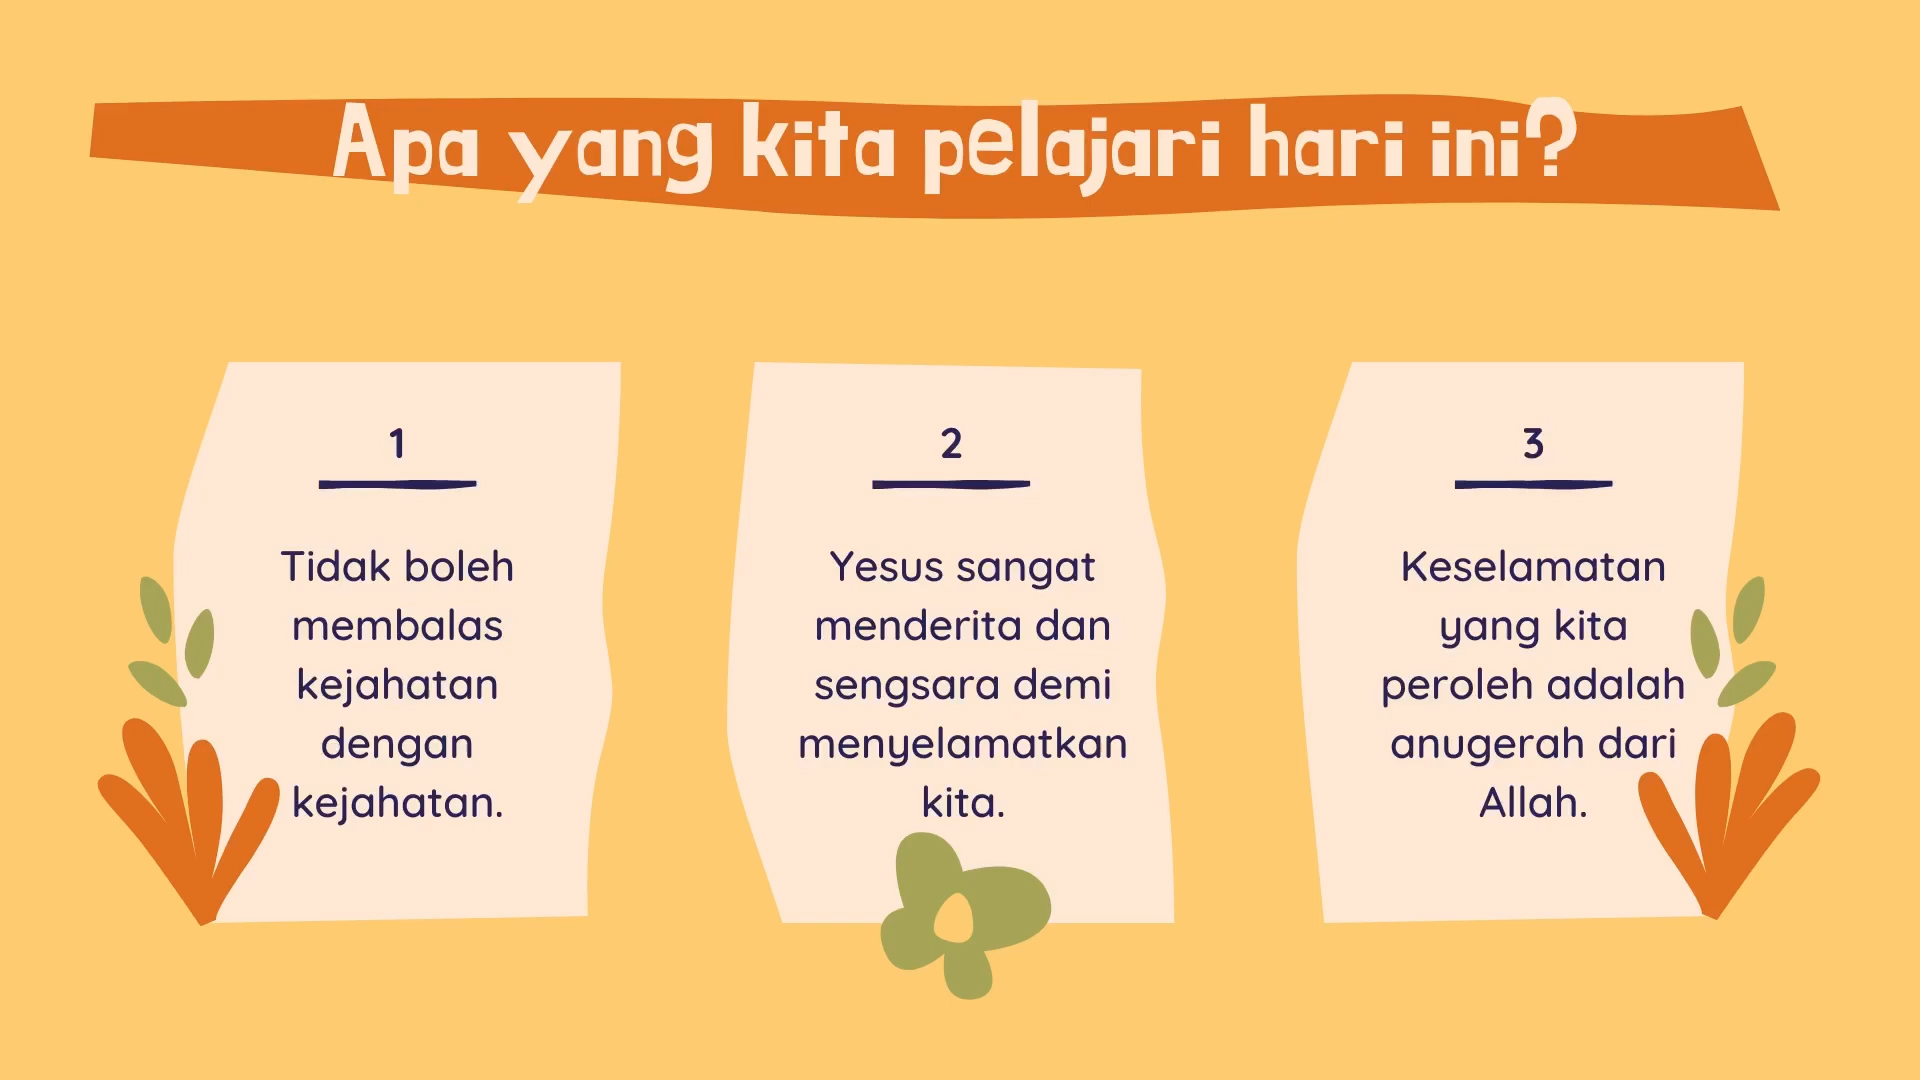 Apa yang kita pelajari hari ini?
1
Tidak boleh
membalas
kejahatan
dengan
kejahatan.
2
Yesus sangat
menderita dan
sengsara demi
menyelamatkan
kita.
3
Keselamatan
yang kita
peroleh adalah
anugerah dari
Allah.